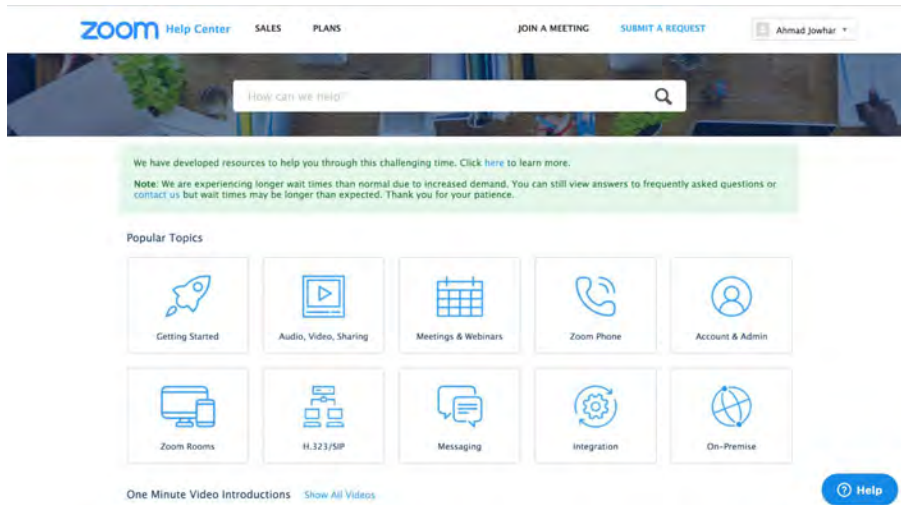 zoom Help Center SALES PLANS JOIN A MEETING SUBMIT A REQUEST Ahmad Jowhar
How can we help?
We have developed resources to help you through this challenging time. Click here to learn more.
Note: We are experiencing longer wait times than normal due to increased demand. You can still view answers to frequently asked questions or
contact us but wait times may be longer than expected. Thank you for your patience.
Popular Topics
Getting Started Audio, Video, Sharing Meetings & Webinars Zoom Phone Account & Admin
Zoom Rooms H.323/SIP Messaging Integration On-Premise
One Minute Video Introductions Show All Videos
Help